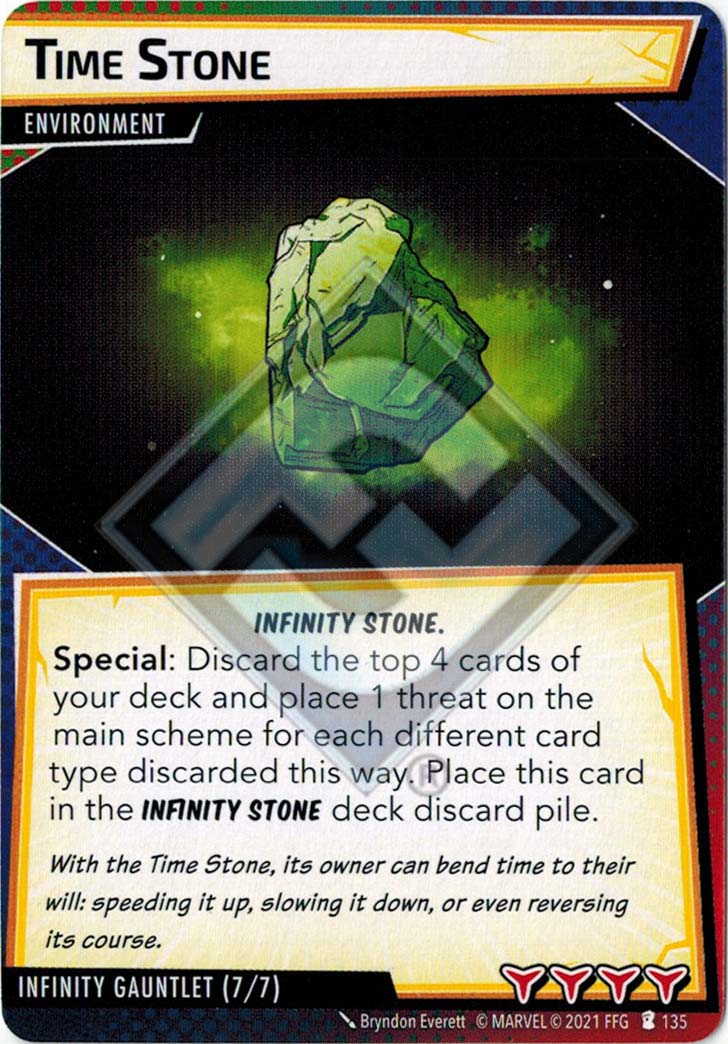 TIME STONE
ENVIRONMENT
INFINITY STONE.
Special: Discard the top 4 cards of
your deck and place 1 threat on the
main scheme for each different card
type discarded this way. Place this card
in the INFINITY STONE deck discard pile.
With the Time Stone, its owner can bend time to their
will: speeding it up, slowing it down, or even reversing
its course.
INFINITY GAUNTLET (7/7)
Bryndon Everett © MARVEL © 2021 FFG 135
®